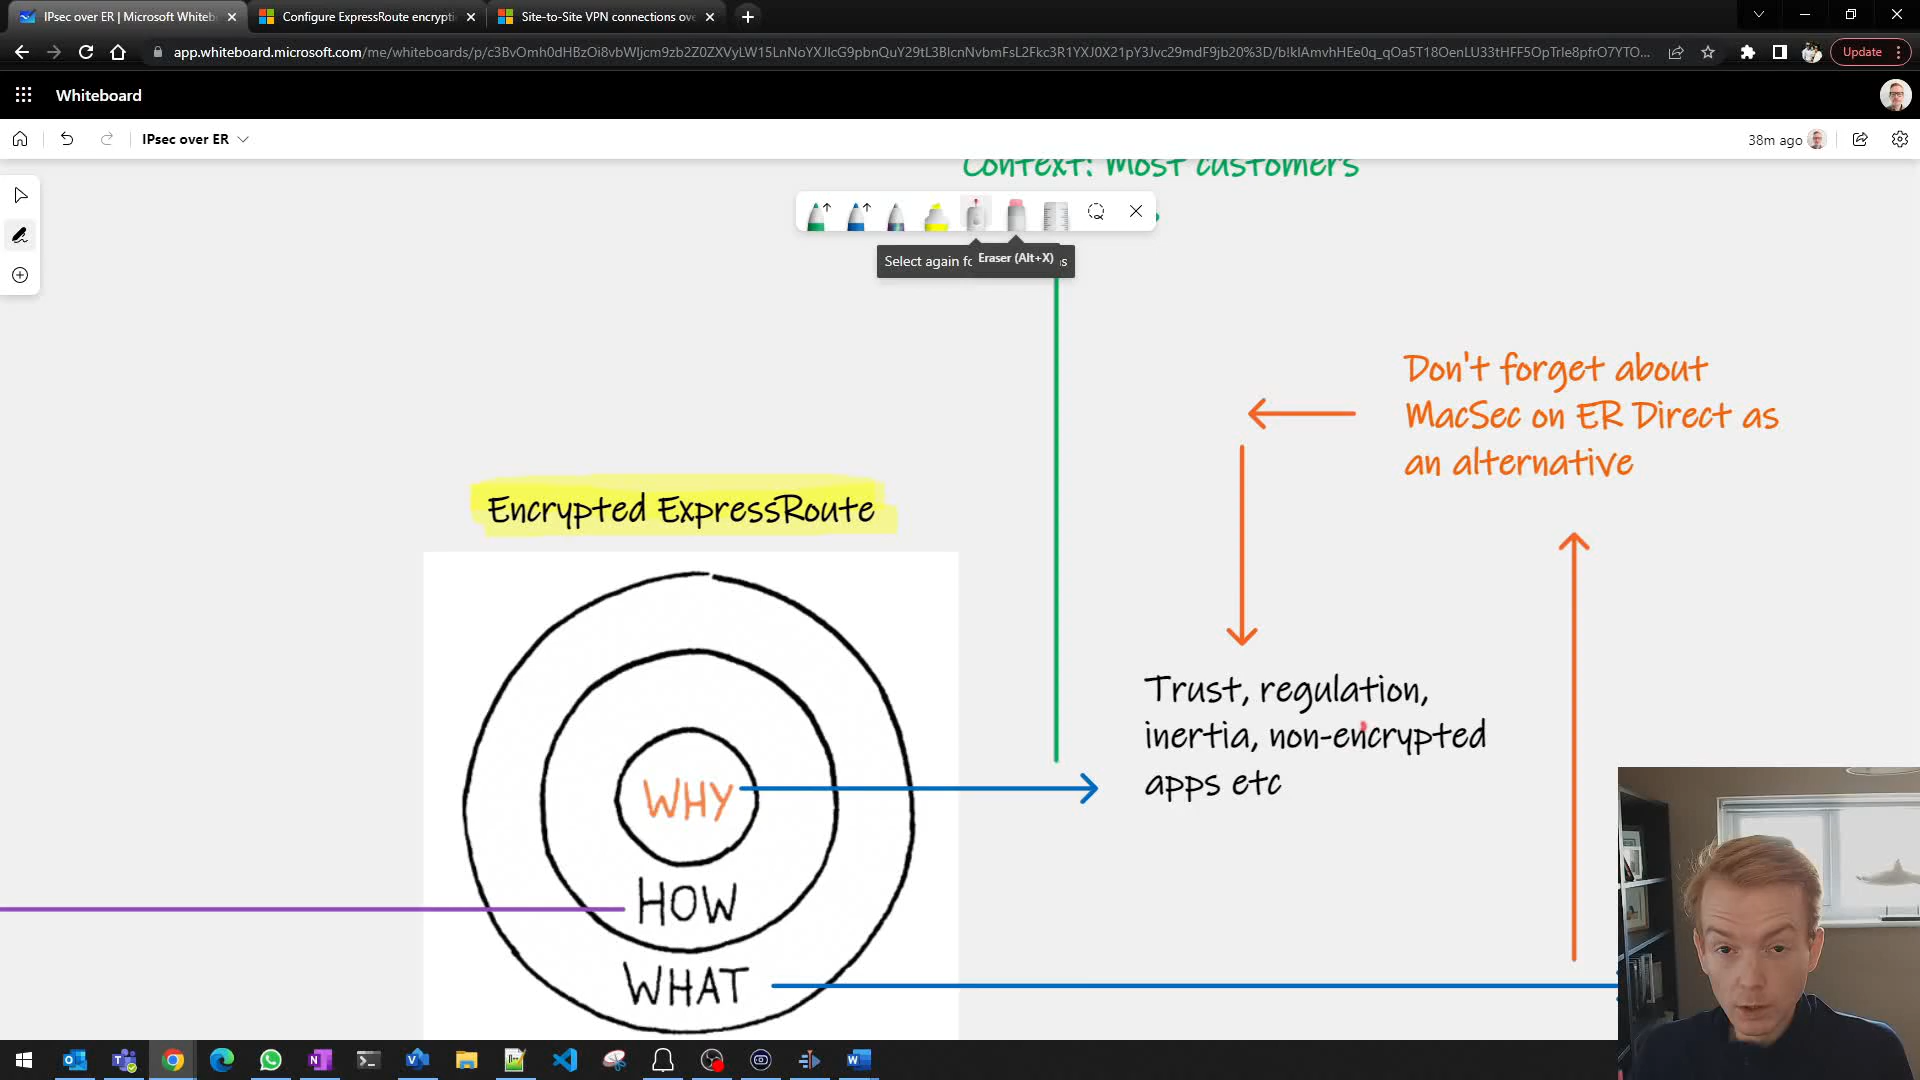 IPsec over ER | Microsoft Whiteb
Configure ExpressRoute encrypti
Site-to-Site VPN connections ove
Update
Whiteboard
IPsec over ER
38m ago
Context: Most customers
Select again fo
Eraser (Alt+X)
s
Don't forget about
MacSec on ER Direct as
an alternative
Encrypted ExpressRoute
Trust, regulation,
inertia, non-encrypted
apps etc
WHY
HOW
WHAT